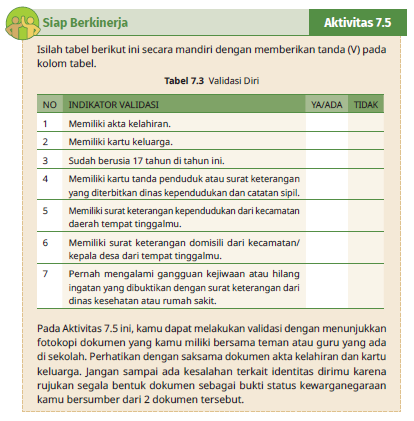 Siap Berkinerja
Aktivitas 7.5
Isilah tabel berikut ini secara mandiri dengan memberikan tanda (V) pada
kolom tabel.
Tabel 7.3 Validasi Diri
NO INDIKATOR VALIDASI YA/ADA TIDAK
1 Memiliki akta kelahiran.
2 Memiliki kartu keluarga.
3 Sudah berusia 17 tahun di tahun ini.
4 Memiliki kartu tanda penduduk atau surat keterangan
yang diterbitkan dinas kependudukan dan catatan sipil.
5 Memiliki surat keterangan kependudukan dari kecamatan
daerah tempat tinggalmu.
6 Memiliki surat keterangan domisili dari kecamatan/
kepala desa dari tempat tinggalmu.
7 Pernah mengalami gangguan kejiwaan atau hilang
ingatan yang dibuktikan dengan surat keterangan dari
dinas kesehatan atau rumah sakit.
Pada Aktivitas 7.5 ini, kamu dapat melakukan validasi dengan menunjukkan
fotokopi dokumen yang kamu miliki bersama teman atau guru yang ada
di sekolah. Perhatikan dengan saksama dokumen akta kelahiran dan kartu
keluarga. Jangan sampai ada kesalahan terkait identitas dirimu karena
rujukan segala bentuk dokumen sebagai bukti status kewarganegaraan
kamu bersumber dari 2 dokumen tersebut.